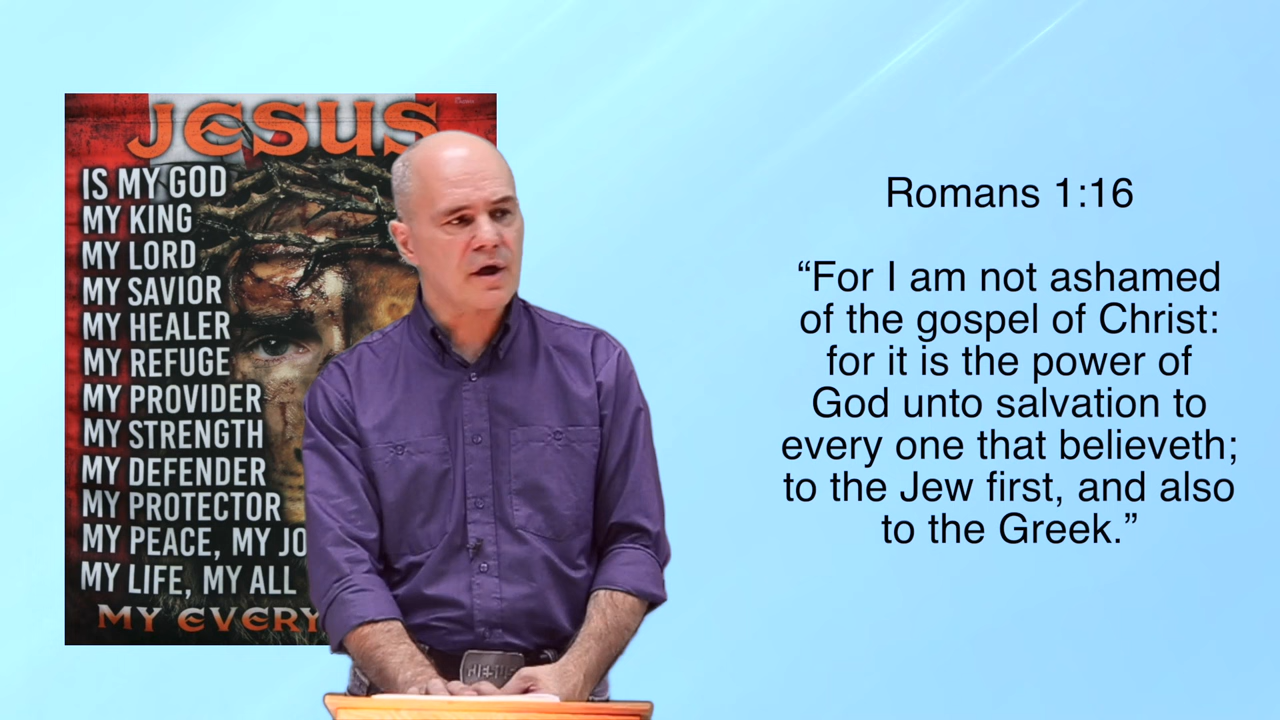 JESUS
IS MY GOD
MY KING
MY LORD
MY SAVIOR
MY HEALER
MY REFUGE
MY PROVIDER
MY STRENGTH
MY DEFENDER
MY PROTECTOR
MY PEACE, MY JO
MY LIFE, MY ALL
MY EVERY
Romans 1:16
“For I am not ashamed
of the gospel of Christ:
for it is the power of
God unto salvation to
every one that believeth;
to the Jew first, and also
to the Greek.”